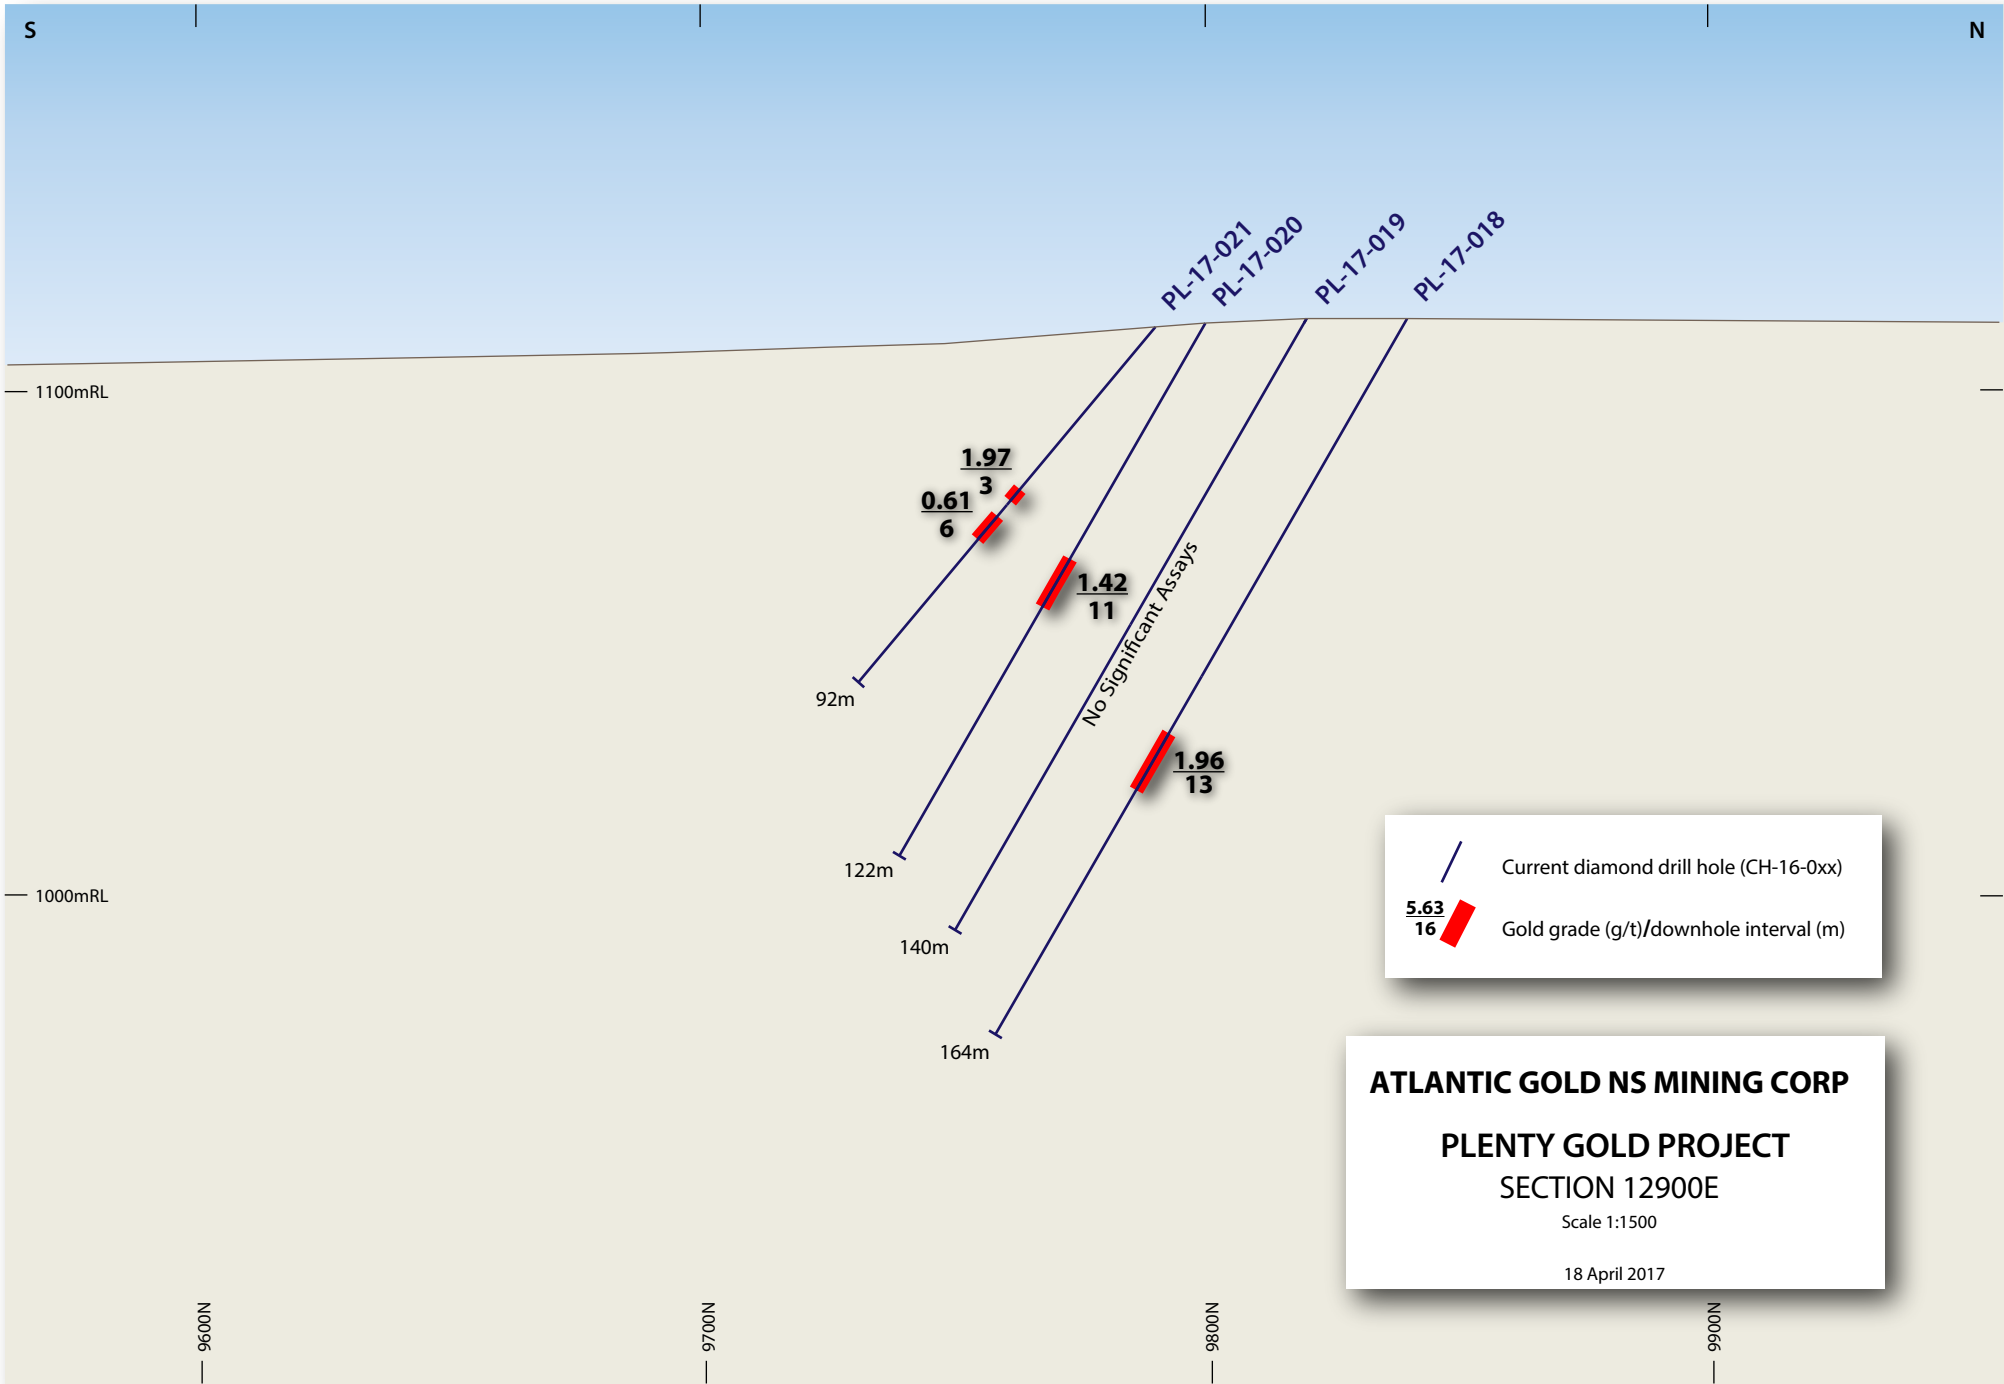 S
N
PL-17-021
PL-17-020
PL-17-019
PL-17-018
1100mRL
1.97
3
0.61
6
1.42
11
No Significant Assays
92m
1.96
13
122m
1000mRL
140m
164m
Current diamond drill hole (CH-16-0xx)
5.63
16
Gold grade (g/t)/downhole interval (m)
ATLANTIC GOLD NS MINING CORP
PLENTY GOLD PROJECT
SECTION 12900E
Scale 1:1500
18 April 2017
9600N
9700N
9800N
9900N